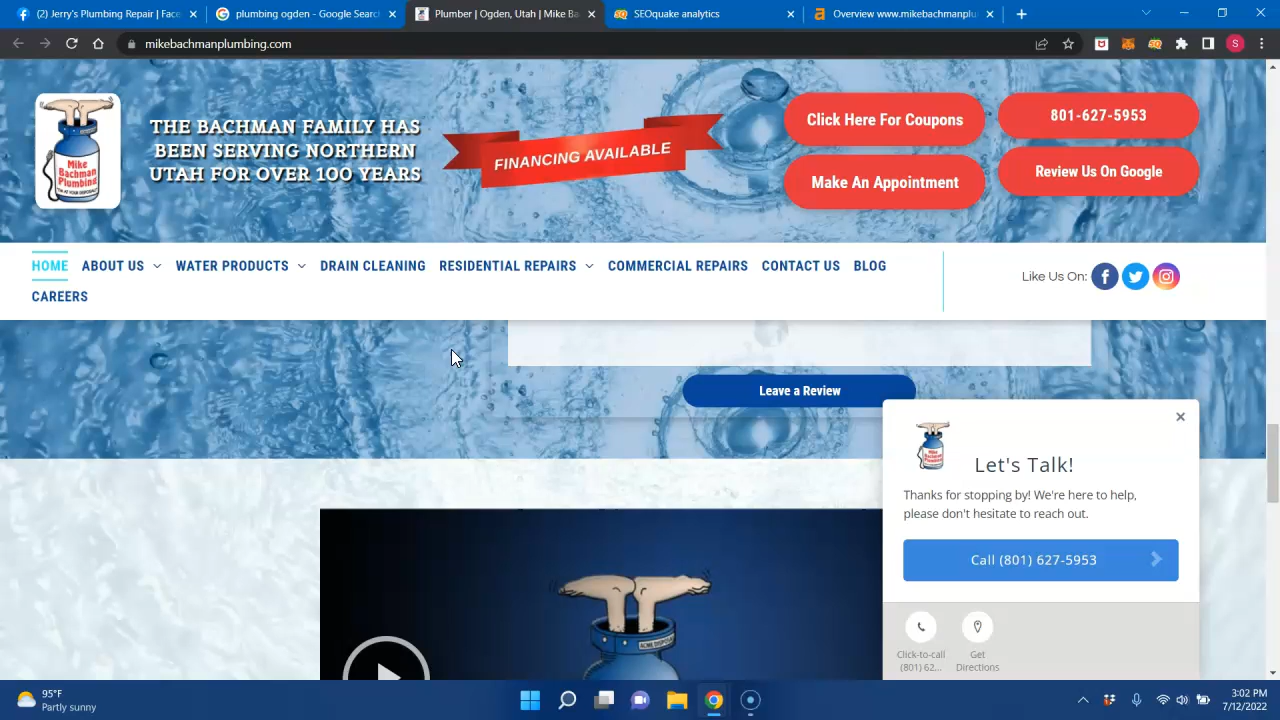 (2) Jerry's Plumbing Repair | Face
plumbing ogden - Google Searc
Plumber | Ogden, Utah | Mike Ba
SEOquake analytics
Overview www.mikebachmanplu
mikebachmanplumbing.com
Mike
Bachman
Plumbing
THE BACHMAN FAMILY HAS
BEEN SERVING NORTHERN
UTAH FOR OVER 100 YEARS
FINANCING AVAILABLE
Click Here For Coupons
801-627-5953
Make An Appointment
Review Us On Google
HOME ABOUT US WATER PRODUCTS DRAIN CLEANING RESIDENTIAL REPAIRS COMMERCIAL REPAIRS CONTACT US BLOG
CAREERS
Like Us On:
Leave a Review
Mike
Bachman
Plumbing
Let's Talk!
Thanks for stopping by! We're here to help,
please don't hesitate to reach out.
Call (801) 627-5953
Click-to-call
(801) 62...
Get
Directions
95°F
Partly sunny
3:02 PM
7/12/2022